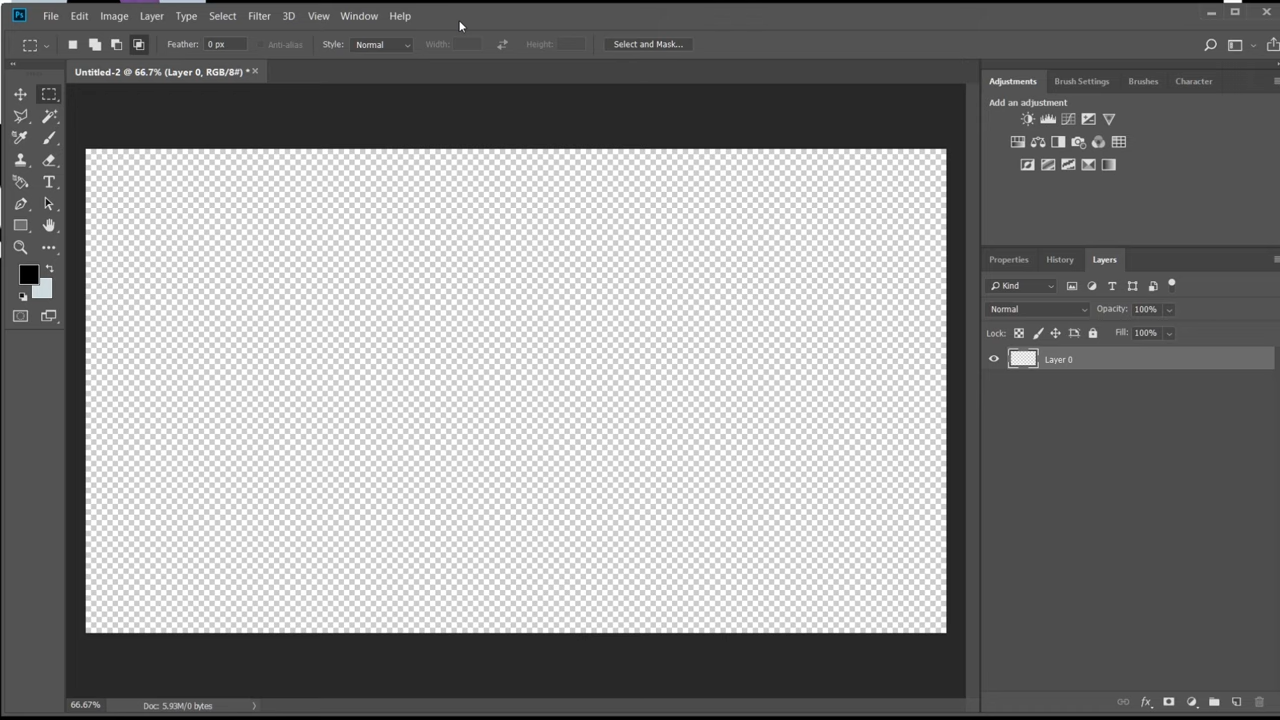 Ps File Edit Image Layer Type Select Filter 3D View Window Help
Feather: 0 px Anti-alias Style: Normal Width: Height: Select and Mask...
Untitled-2 @ 66.7% (Layer 0, RGB/8#) *
Adjustments Brush Settings Brushes Character
Add an adjustment
Properties History Layers
Kind
Normal Opacity: 100%
Lock: Fill: 100%
Layer 0
66.67% Doc: 5.93M/0 bytes